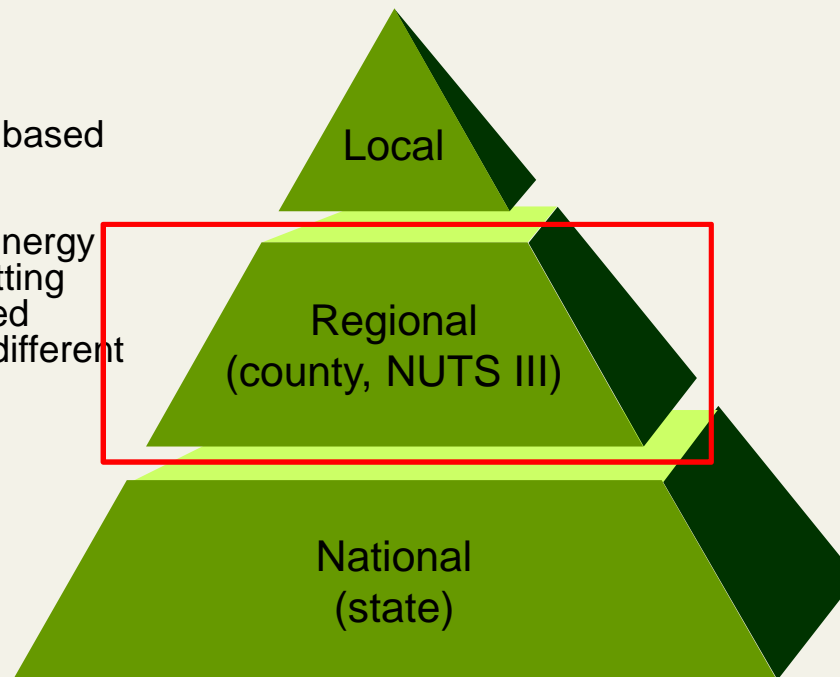 based
nergy
tting
ed
different
Local
Regional
(county, NUTS III)
National
(state)